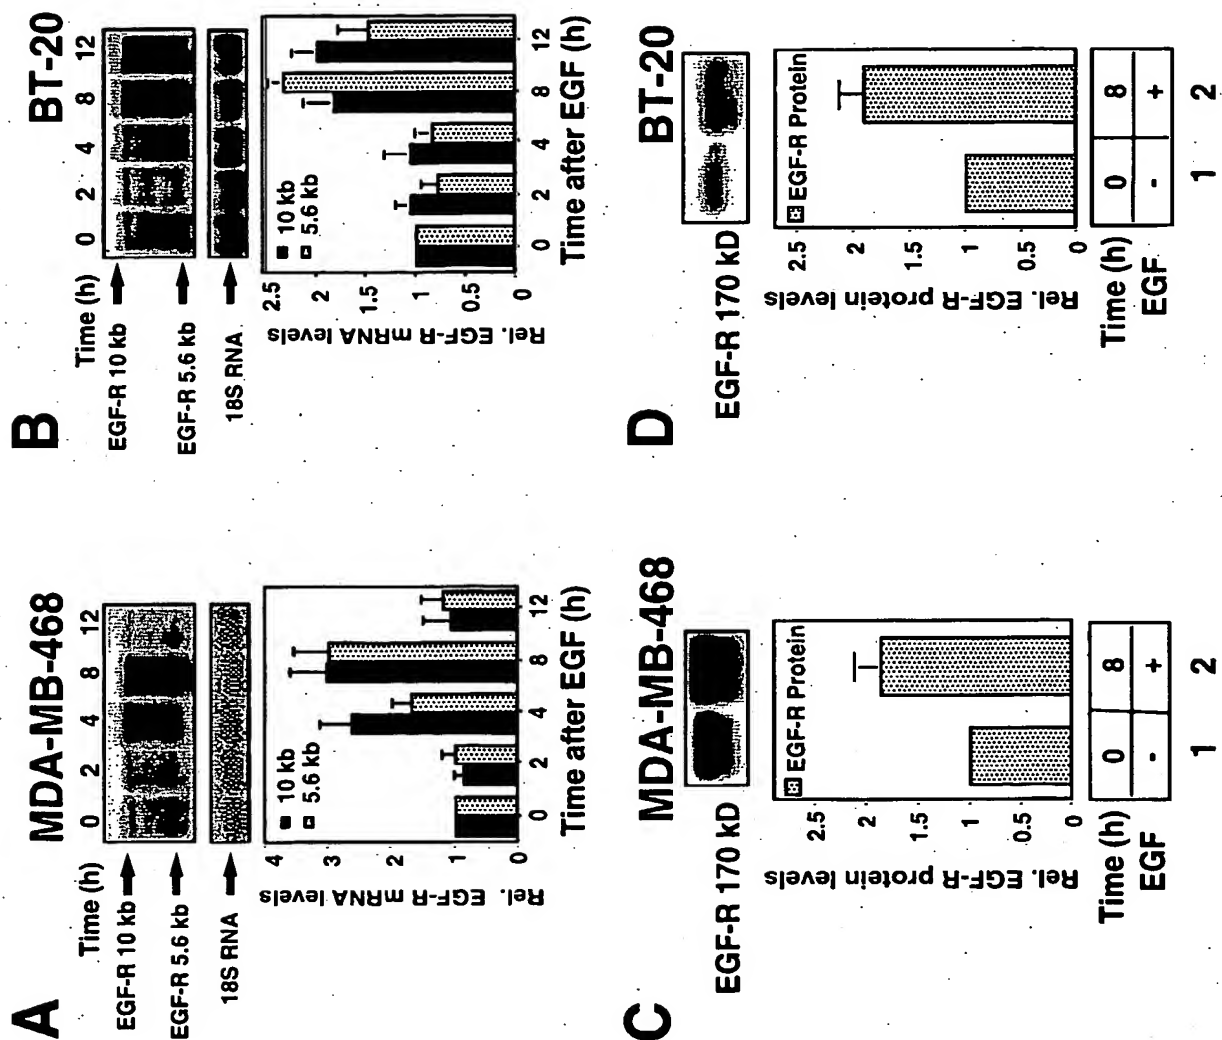 A
MDA-MB-468
Time (h) 0 2 4 8 12
EGF-R 10 kb
EGF-R 5.6 kb
18S RNA
Rel. EGF-R mRNA levels
4
3
2
1
0
10 kb
5.6 kb
0 2 4 8 12
Time after EGF (h)
B
BT-20
Time (h) 0 2 4 8 12
EGF-R 10 kb
EGF-R 5.6 kb
18S RNA
Rel. EGF-R mRNA levels
2.5
2
1.5
1
0.5
0
10 kb
5.6 kb
0 2 4 8 12
Time after EGF (h)
C
MDA-MB-468
EGF-R 170 kD
Rel. EGF-R protein levels
2.5
2
1.5
1
0.5
0
EGF-R Protein
Time (h) 0 8
EGF - +
1 2
D
BT-20
EGF-R 170 kD
Rel. EGF-R protein levels
2.5
2
1.5
1
0.5
0
EGF-R Protein
Time (h) 0 8
EGF - +
1 2